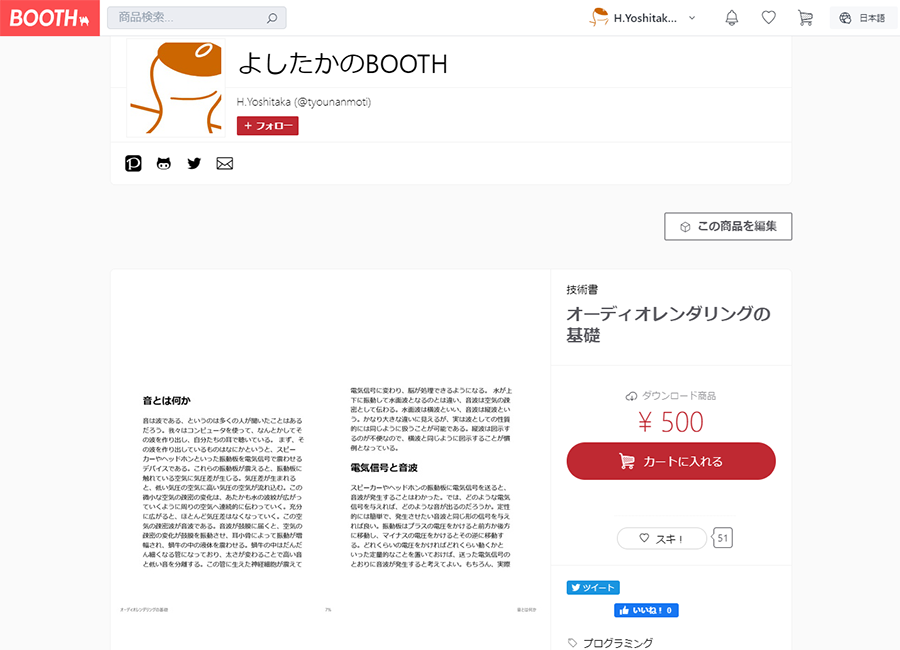 BOOTH
商品検索...
H.Yoshitak...
日本語
よしたかのBOOTH
H.Yoshitaka (@tyounanmoti)
+ フォロー
この商品を編集
音とは何か
音は波である、というのは多くの人が聞いたことはある
だろう。我々はコンピュータを使って、なんとかしてそ
の波を作り出し、自分たちの耳で聴いている。まず、そ
の波を作り出しているものはなにかというと、スピー
カーやヘッドホンといった振動板を電気信号で震わせる
デバイスである。これらの振動板が震えると、振動板に
触れている空気に気圧差が生じる。気圧差が生まれる
と、低い気圧の空気に高い気圧の空気が流れ込む。この
微小な空気の疎密の変化は、あたかも水の波紋が広がっ
ていくように周りの空気へ連続的に伝わっていく。充分
に広がると、ほとんど気圧差はなくなっていく。この空
気の疎密波が音波である。音波が鼓膜に届くと、空気の
疎密の変化が鼓膜を振動させ、耳小骨によって振動が増
幅され、蝸牛の中の液体を震わせる。蝸牛の中はだんだ
ん細くなる管になっており、太さが変わることで高い音
と低い音を分離する。この管に生えた神経細胞が震えて
電気信号に変わり、脳が処理できるようになる。水が上
下に振動して水面波となるのとは違い、音波は空気の疎
密として伝わる。水面波は横波といい、音波は縦波とい
う。かなり大きな違いに見えるが、実は波としての性質
的には同じように扱うことが可能である。縦波は図示す
るのが不便なので、横波と同じように図示することが慣
例となっている。
電気信号と音波
スピーカーやヘッドホンの振動板に電気信号を送ると、
音波が発生することはわかった。では、どのような電気
信号を与えれば、どのような音が出るのだろうか。定性
的には簡単で、発生させたい音波と同じ形の信号を与え
れば良い。振動板はプラスの電圧をかけると前方か後方
に移動し、マイナスの電圧をかけるとその逆に移動す
る。どれくらいの電圧をかければどれくらい動くかと
いった定量的なことを置いておけば、送った電気信号の
とおりに音波が発生すると考えてよい。もちろん、実際
オーディオレンダリングの基礎
7%
音とは何か
技術書
オーディオレンダリングの
基礎
ダウンロード商品
¥ 500
カートに入れる
スキ！
51
ツイート
いいね！ 0
プログラミング